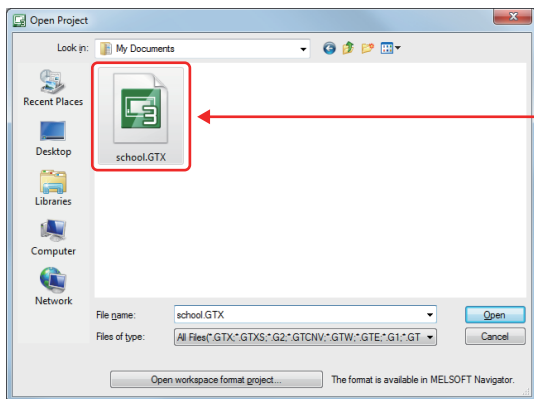 Open Project
Look in: My Documents
Recent Places
Desktop
Libraries
Computer
Network
school.GTX
File name: school.GTX Open
Files of type: All Files(*.GTX;*.GTXS;*.G2;*.GTCNV;*.GTW;*.GTE;*.G1;*.GT Cancel
Open workspace format project... The format is available in MELSOFT Navigator.